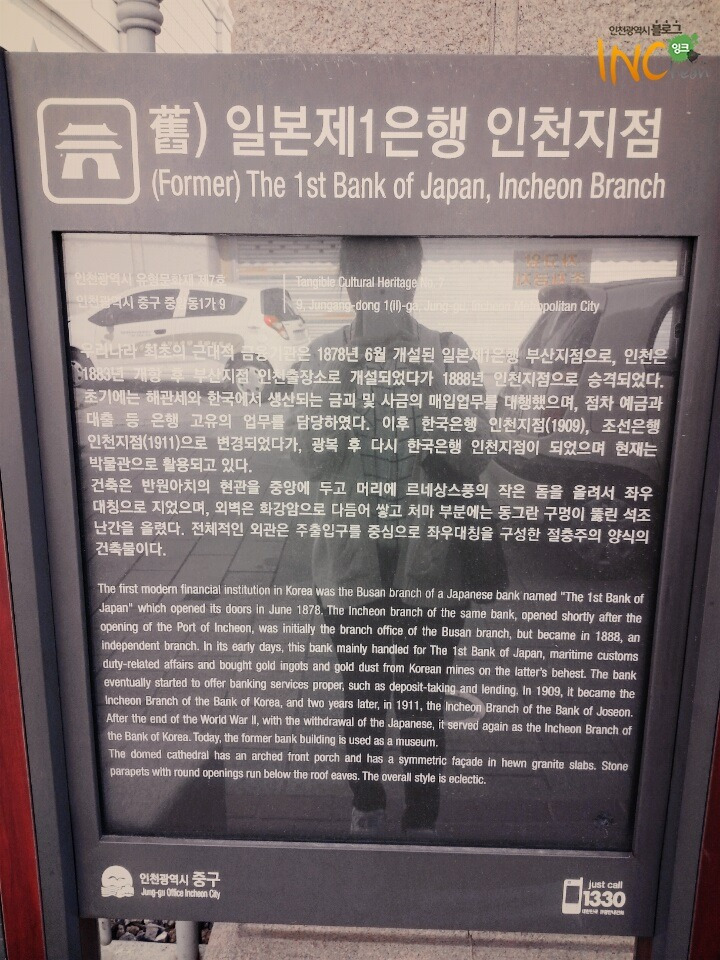 인천광역시 블로그
INC
잉크
舊) 일본제1은행 인천지점
(Former) The 1st Bank of Japan, Incheon Branch
인천광역시 유형문화재 제7호
Tangible Cultural Heritage No. 7
인천광역시 중구 중앙동1가 9
9, Jungang-dong 1(il)-ga, Jung-gu, Metropolitan City
우리나라 최초의 근대적 금융기관은 1878년 6월 개설된 일본제1은행 부산지점으로, 인천은
1883년 개항 후 부산지점 인천출장소로 개설되었다가 1888년 인천지점으로 승격되었다.
초기에는 해관세와 한국에서 생산되는 금괴 및 사금의 매입업무를 대행했으며, 점차 예금과
대출 등 은행 고유의 업무를 담당하였다. 이후 한국은행 인천지점(1909), 조선은행
인천지점(1911)으로 변경되었다가, 광복 후 다시 한국은행 인천지점이 되었으며 현재는
박물관으로 활용되고 있다.
건축은 반원아치의 현관을 중앙에 두고 머리에 르네상스풍의 작은 돔을 올려서 좌우
대칭으로 지었으며, 외벽은 화강암으로 다듬어 쌓고 처마 부분에는 동그란 구멍이 뚫린 석조
난간을 올렸다. 전체적인 외관은 주출입구를 중심으로 좌우대칭을 구성한 절충주의 양식의
건축물이다.
The first modern financial institution in Korea was the Busan branch of a Japanese bank named "The 1st Bank of
Japan" which opened its doors in June 1878. The Incheon branch of the same bank, opened shortly after the
opening of the Port of Incheon, was initially the branch office of the Busan branch, but became in 1888, an
independent branch. In its early days, this bank mainly handled for The 1st Bank of Japan, maritime customs
duty-related affairs and bought gold ingots and gold dust from Korean mines on the latter's behest. The bank
eventually started to offer banking services proper, such as deposit-taking and lending. In 1909, it became the
Incheon Branch of the Bank of Korea, and two years later, in 1911, the Incheon Branch of the Bank of Joseon.
After the end of the World War II, with the withdrawal of the Japanese, it served again as the Incheon Branch of
the Bank of Korea. Today, the former bank building is used as a museum.
The domed cathedral has an arched front porch and has a symmetric façade in hewn granite slabs. Stone
parapets with round openings run below the roof eaves. The overall style is eclectic.
인천광역시 중구
Jung-gu Office Incheon City
just call
1330